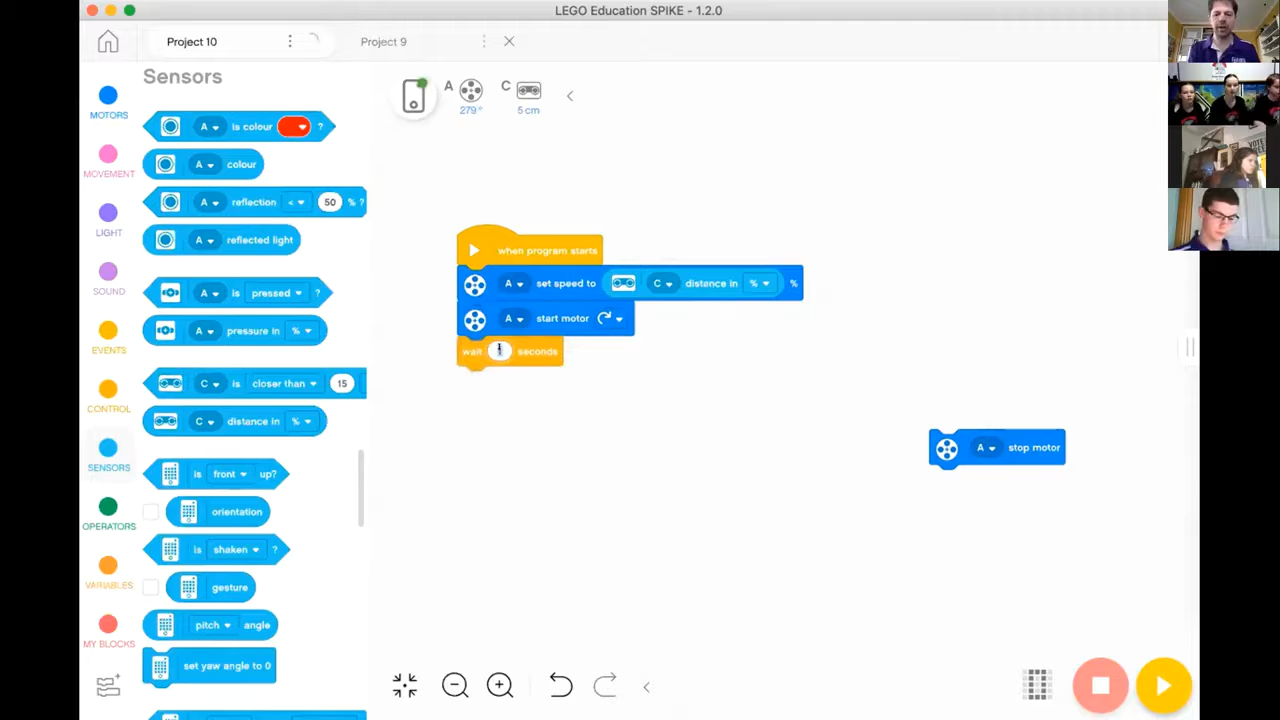 LEGO Education SPIKE - 1.2.0
Project 10
Project 9
Sensors
MOTORS
MOVEMENT
LIGHT
SOUND
EVENTS
CONTROL
SENSORS
OPERATORS
VARIABLES
MY BLOCKS
A is colour ?
A colour
A reflection < 50 % ?
A reflected light
A is pressed ?
A pressure in %
C is closer than 15
C distance in %
is front up?
orientation
is shaken ?
gesture
pitch angle
set yaw angle to 0
A
279°
C
5 cm
when program starts
A set speed to C distance in % %
A start motor
wait 1 seconds
A stop motor